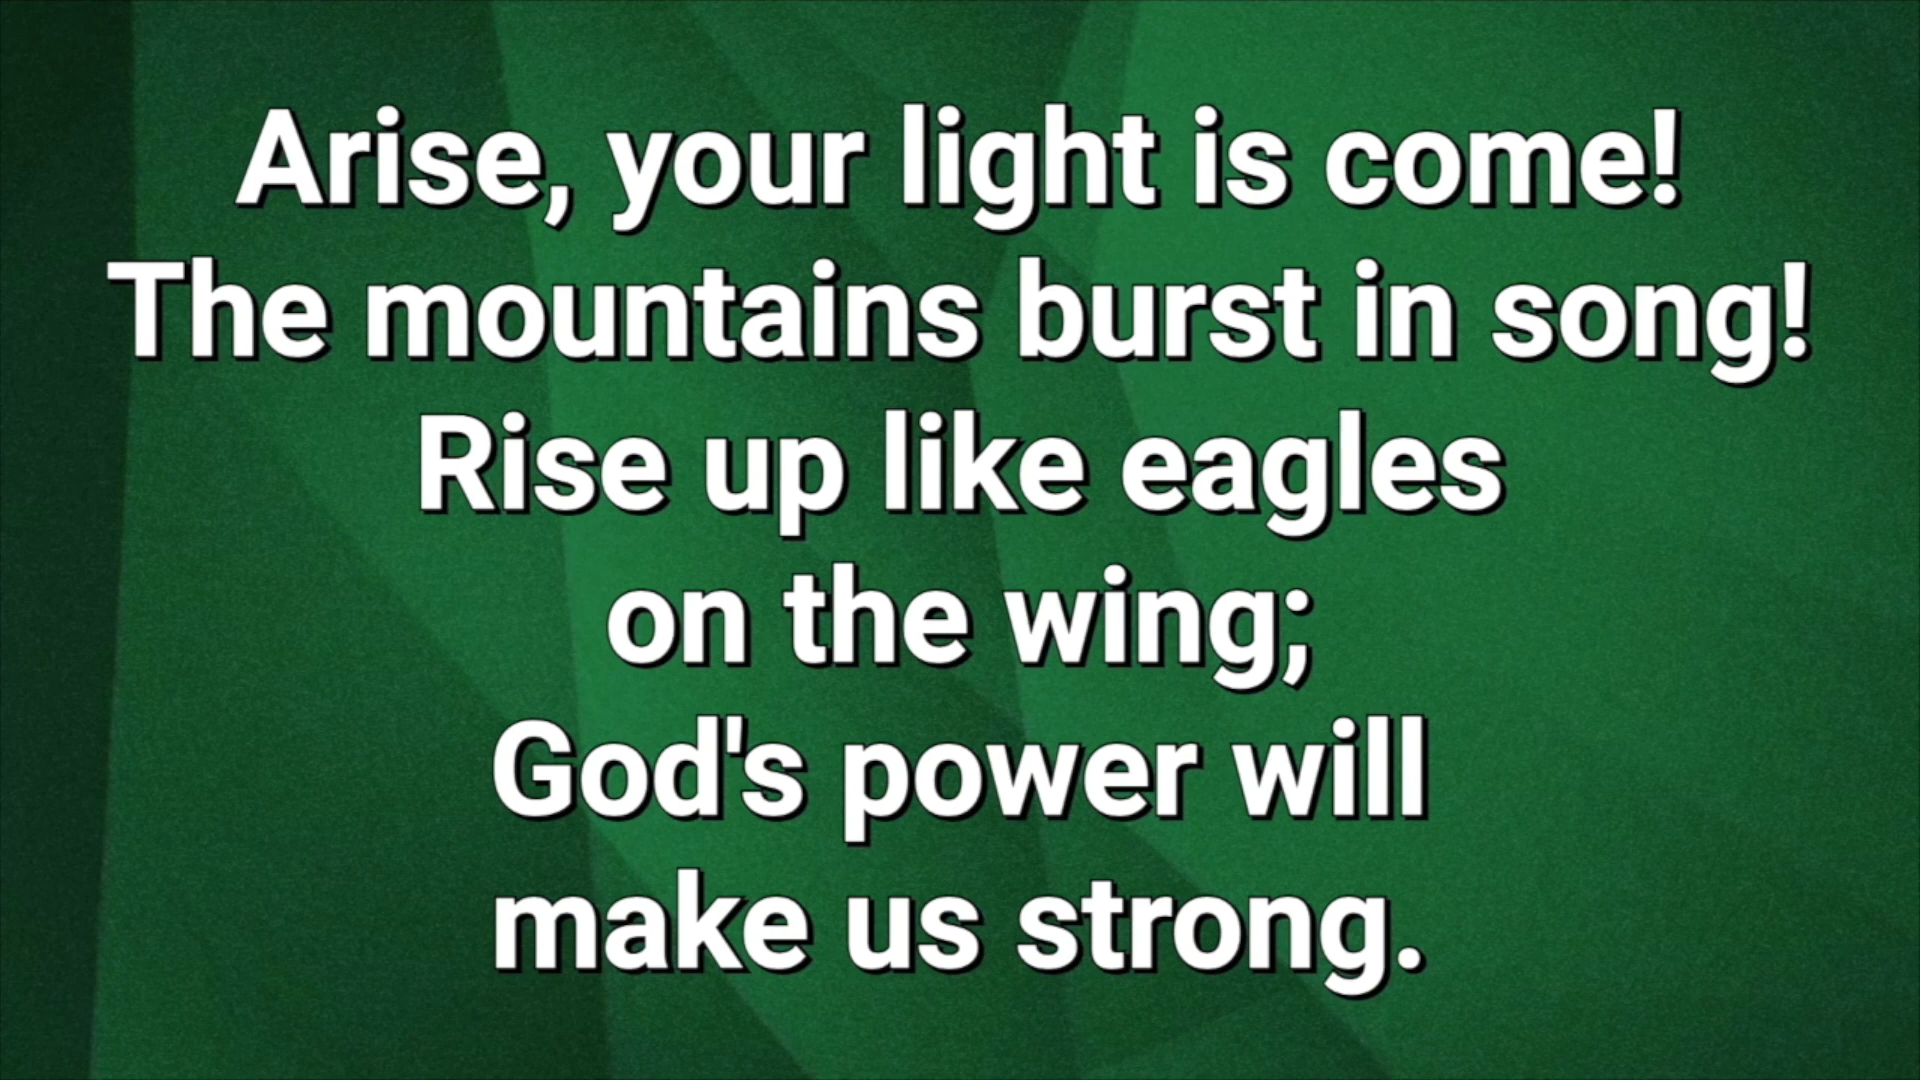 Arise, your light is come!
The mountains burst in song!
Rise up like eagles
on the wing;
God's power will
make us strong.